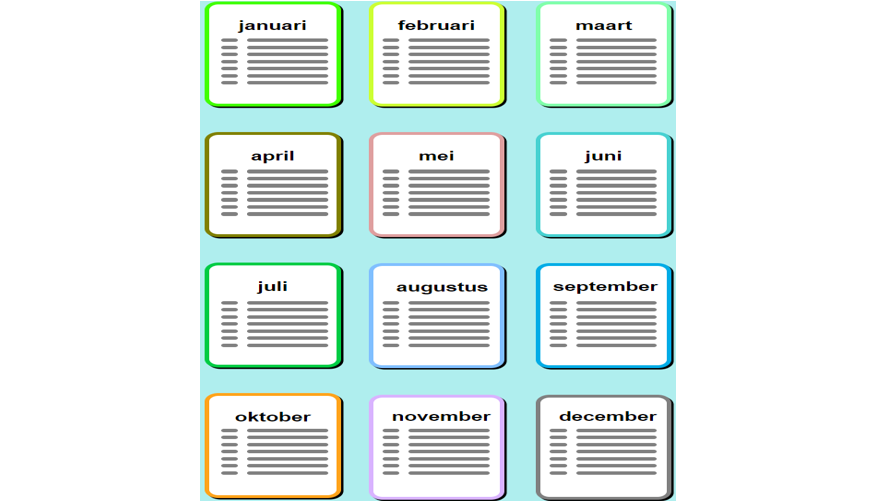 januari
februari
maart
april
mei
juni
juli
augustus
september
oktober
november
december